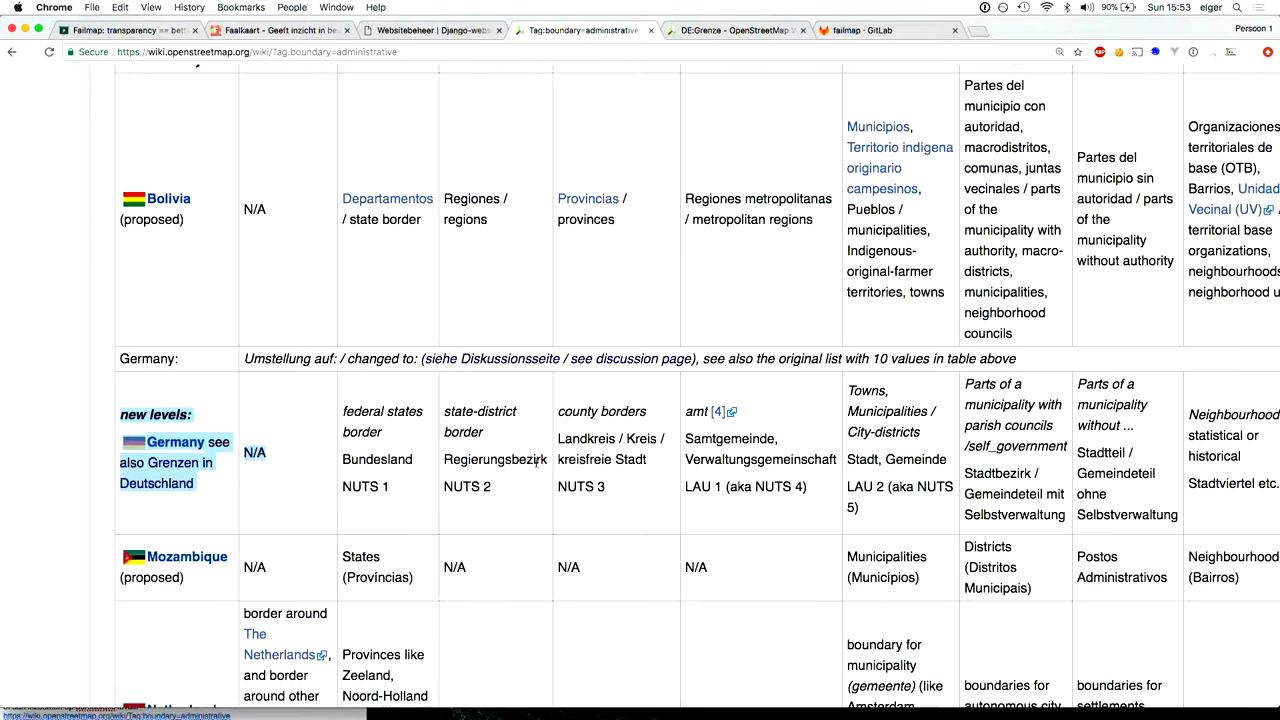 Chrome File Edit View History Bookmarks People Window Help
90% Sun 15:53 elger
Failmap: transparency == bett
Faalkaart - Geeft inzicht in be
Websitebeheer | Django-webs
Tag:boundary=administrative
DE:Grenze - OpenStreetMap W
failmap · GitLab
Persoon 1
Secure https://wiki.openstreetmap.org/wiki/Tag:boundary=administrative
Bolivia
(proposed)
N/A
Departamentos
/ state border
Regiones /
regions
Provincias /
provinces
Regiones metropolitanas
/ metropolitan regions
Municipios,
Territorio indigena
originario
campesinos,
Pueblos /
municipalities,
Indigenous-
original-farmer
territories, towns
Partes del
municipio con
autoridad,
macrodistritos,
comunas, juntas
vecinales / parts
of the
municipality with
authority, macro-
districts,
municipalities,
neighborhood
councils
Partes del
municipio sin
autoridad / parts
of the
municipality
without authority
Organizaciones
territoriales de
base (OTB),
Barrios, Unidad
Vecinal (UV) /
territorial base
organizations,
neighbourhoods
neighborhood u
Germany:
Umstellung auf: / changed to: (siehe Diskussionsseite / see discussion page), see also the original list with 10 values in table above
new levels:
Germany see
also Grenzen in
Deutschland
N/A
federal states
border
Bundesland
NUTS 1
state-district
border
Regierungsbezirk
NUTS 2
county borders
Landkreis / Kreis /
kreisfreie Stadt
NUTS 3
amt [4]
Samtgemeinde,
Verwaltungsgemeinschaft
LAU 1 (aka NUTS 4)
Towns,
Municipalities /
City-districts
Stadt, Gemeinde
LAU 2 (aka NUTS
5)
Parts of a
municipality with
parish councils
/self_government
Stadtbezirk /
Gemeindeteil mit
Selbstverwaltung
Parts of a
municipality
without ...
Stadtteil /
Gemeindeteil
ohne
Selbstverwaltung
Neighbourhood
statistical or
historical
Stadtviertel etc.
Mozambique
(proposed)
N/A
States
(Províncias)
N/A
N/A
N/A
Municipalities
(Municípios)
Districts
(Distritos
Municipais)
Postos
Administrativos
Neighbourhood
(Bairros)
border around
The
Netherlands,
and border
around other
Provinces like
Zeeland,
Noord-Holland
boundary for
municipality
(gemeente) (like
Amsterdam
boundaries for
autonomous city
boundaries for
settlements
https://wiki.openstreetmap.org/wiki/Tag:boundary=administrative